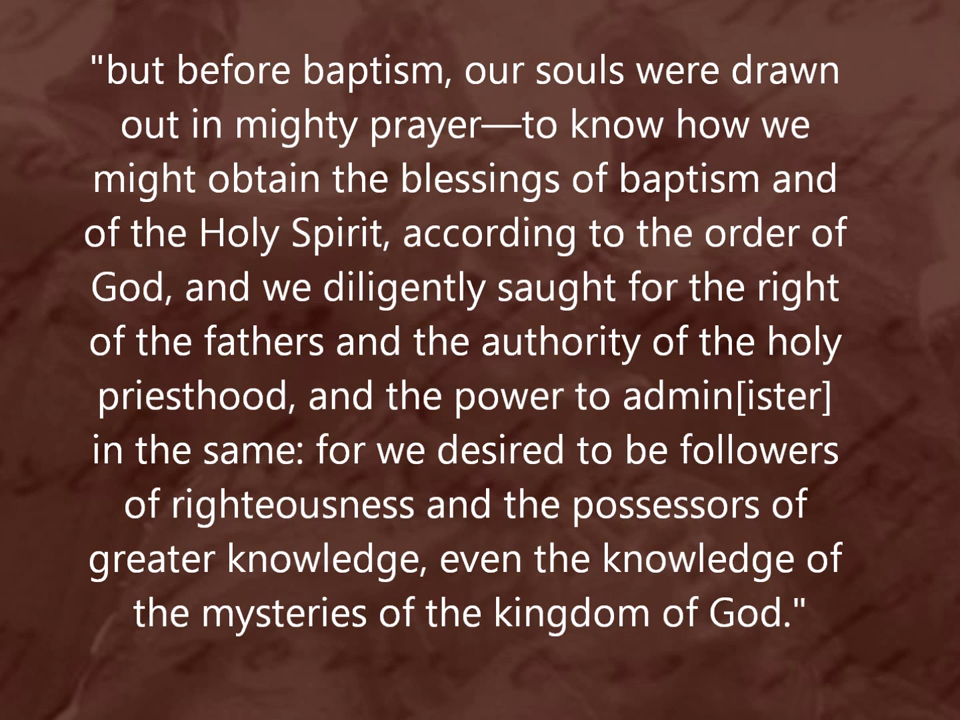 "but before baptism, our souls were drawn
out in mighty prayer—to know how we
might obtain the blessings of baptism and
of the Holy Spirit, according to the order of
God, and we diligently saught for the right
of the fathers and the authority of the holy
priesthood, and the power to admin[ister]
in the same: for we desired to be followers
of righteousness and the possessors of
greater knowledge, even the knowledge of
the mysteries of the kingdom of God."